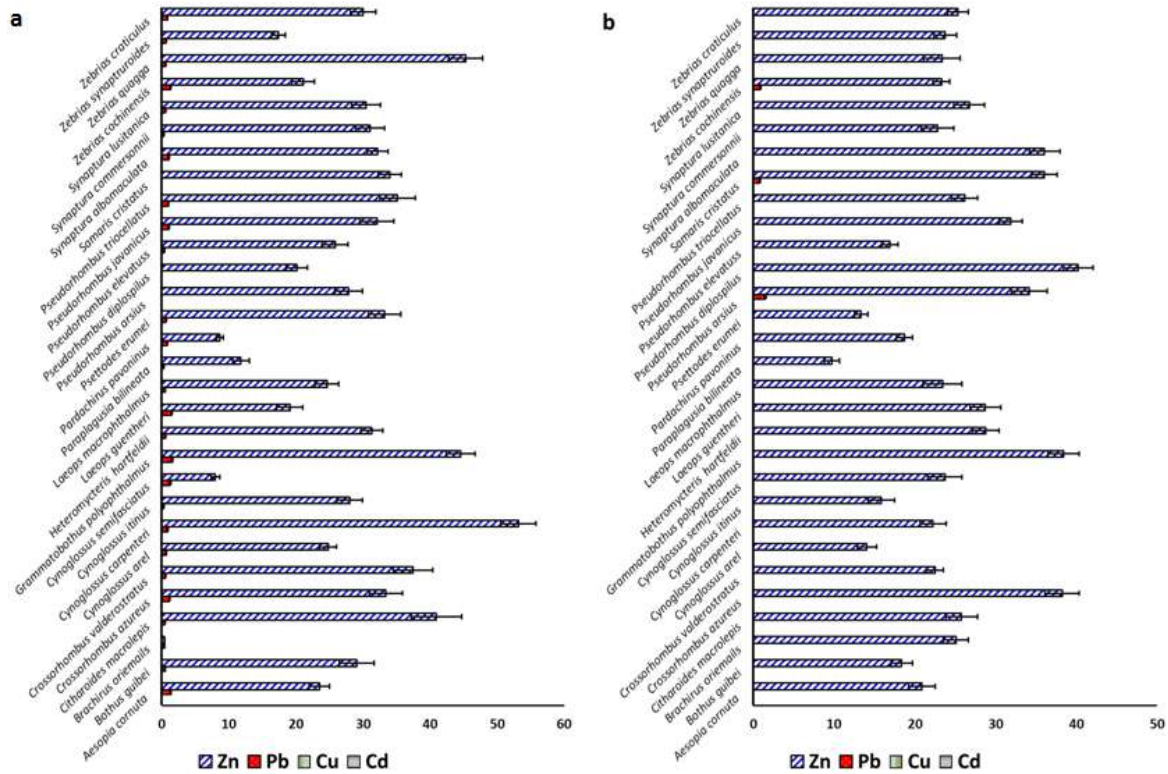 a
Zebrias craticulus
Zebrias synapturoides
Zebrias quagga
Zebrias cochinensis
Synaptura lusitanica
Synaptura commersonnii
Synaptura albomaculata
Samaris cristatus
Pseudorhombus triocellatus
Pseudorhombus javanicus
Pseudorhombus elevatuss
Pseudorhombus diplospilus
Pseudorhombus arsius
Psettodes erumei
Pardachirus pavoninus
Paraplagusia bilineata
Laeops macrophthalmus
Laeops guentheri
Heteromycteris hartfeldii
Grammatobothus polyophthalmus
Cynoglossus semifasciatus
Cynoglossus itinus
Cynoglossus carpenteri
Cynoglossus arel
Crossorhombus valderostratus
Crossorhombus azureus
Citharoides macrolepis
Brachirus oriemails
Bothus guibei
Aesopia cornuta
0 10 20 30 40 50 60
Zn Pb Cu Cd
b
Zebrias craticulus
Zebrias synapturoides
Zebrias quagga
Zebrias cochinensis
Synaptura lusitanica
Synaptura commersonnii
Synaptura albomaculata
Samaris cristatus
Pseudorhombus triocellatus
Pseudorhombus javanicus
Pseudorhombus elevatuss
Pseudorhombus diplospilus
Pseudorhombus arsius
Psettodes erumei
Pardachirus pavoninus
Paraplagusia bilineata
Laeops macrophthalmus
Laeops guentheri
Heteromycteris hartfeldii
Grammatobothus polyophthalmus
Cynoglossus semifasciatus
Cynoglossus itinus
Cynoglossus carpenteri
Cynoglossus arel
Crossorhombus valderostratus
Crossorhombus azureus
Citharoides macrolepis
Brachirus oriemails
Bothus guibei
Aesopia cornuta
0 10 20 30 40 50
Zn Pb Cu Cd